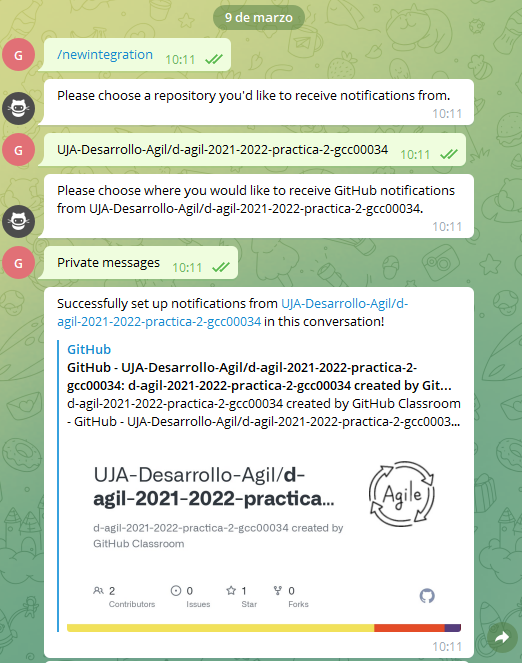 9 de marzo
G
/newintegration 10:11
Please choose a repository you'd like to receive notifications from.
10:11
G
UJA-Desarrollo-Agil/d-agil-2021-2022-practica-2-gcc00034 10:11
Please choose where you would like to receive GitHub notifications
from UJA-Desarrollo-Agil/d-agil-2021-2022-practica-2-gcc00034.
10:11
G
Private messages 10:11
Successfully set up notifications from UJA-Desarrollo-Agil/d-
agil-2021-2022-practica-2-gcc00034 in this conversation!
GitHub
GitHub - UJA-Desarrollo-Agil/d-agil-2021-2022-practica-2-
gcc00034: d-agil-2021-2022-practica-2-gcc00034 created by Git...
d-agil-2021-2022-practica-2-gcc00034 created by GitHub Classroom
- GitHub - UJA-Desarrollo-Agil/d-agil-2021-2022-practica-2-gcc0003...
UJA-Desarrollo-Agil/d-
agil-2021-2022-practica...
Agile
d-agil-2021-2022-practica-2-gcc00034 created by
GitHub Classroom
2 0 1 0
Contributors Issues Star Forks
10:11